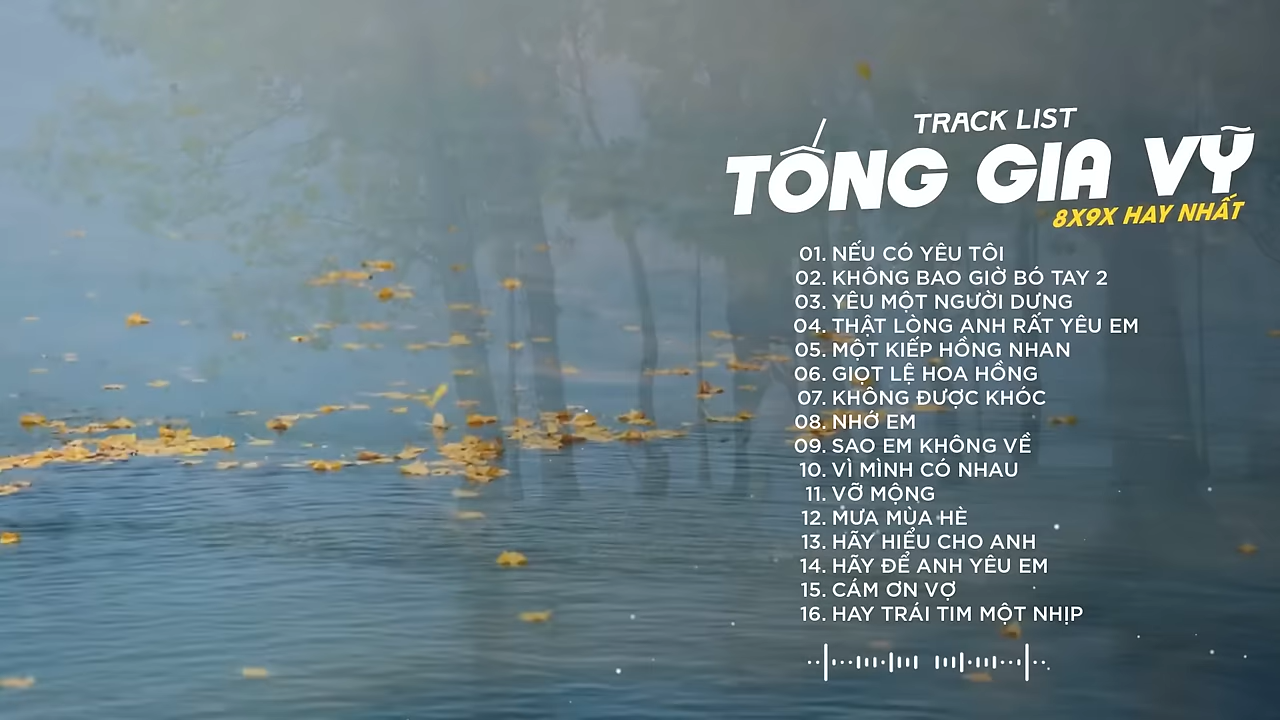 TRACK LIST
TỐNG GIA VỸ
8X9X HAY NHẤT
01. NẾU CÓ YÊU TÔI
02. KHÔNG BAO GIỜ BÓ TAY 2
03. YÊU MỘT NGƯỜI DƯNG
04. THẬT LÒNG ANH RẤT YÊU EM
05. MỘT KIẾP HỒNG NHAN
06. GIỌT LỆ HOA HỒNG
07. KHÔNG ĐƯỢC KHÓC
08. NHỚ EM
09. SAO EM KHÔNG VỀ
10. VÌ MÌNH CÓ NHAU
11. VỠ MỘNG
12. MƯA MÙA HÈ
13. HÃY HIỂU CHO ANH
14. HÃY ĐỂ ANH YÊU EM
15. CÁM ƠN VỢ
16. HAY TRÁI TIM MỘT NHỊP